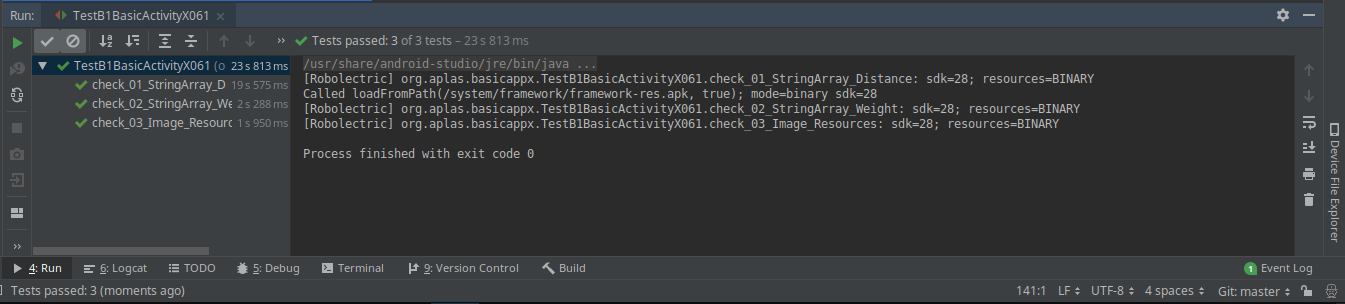 Run: TestB1BasicActivityX061
Tests passed: 3 of 3 tests – 23 s 813 ms
TestB1BasicActivityX061 (o 23 s 813 ms
check_01_StringArray_D 19 s 575 ms
check_02_StringArray_We 2 s 288 ms
check_03_Image_Resourc 1 s 950 ms
/usr/share/android-studio/jre/bin/java ...
[Robolectric] org.aplas.basicappx.TestB1BasicActivityX061.check_01_StringArray_Distance: sdk=28; resources=BINARY
Called loadFromPath(/system/framework/framework-res.apk, true); mode=binary sdk=28
[Robolectric] org.aplas.basicappx.TestB1BasicActivityX061.check_02_StringArray_Weight: sdk=28; resources=BINARY
[Robolectric] org.aplas.basicappx.TestB1BasicActivityX061.check_03_Image_Resources: sdk=28; resources=BINARY
Process finished with exit code 0
Device File Explorer
4: Run 6: Logcat TODO 5: Debug Terminal 9: Version Control Build 1 Event Log
Tests passed: 3 (moments ago) 141:1 LF UTF-8 4 spaces Git: master